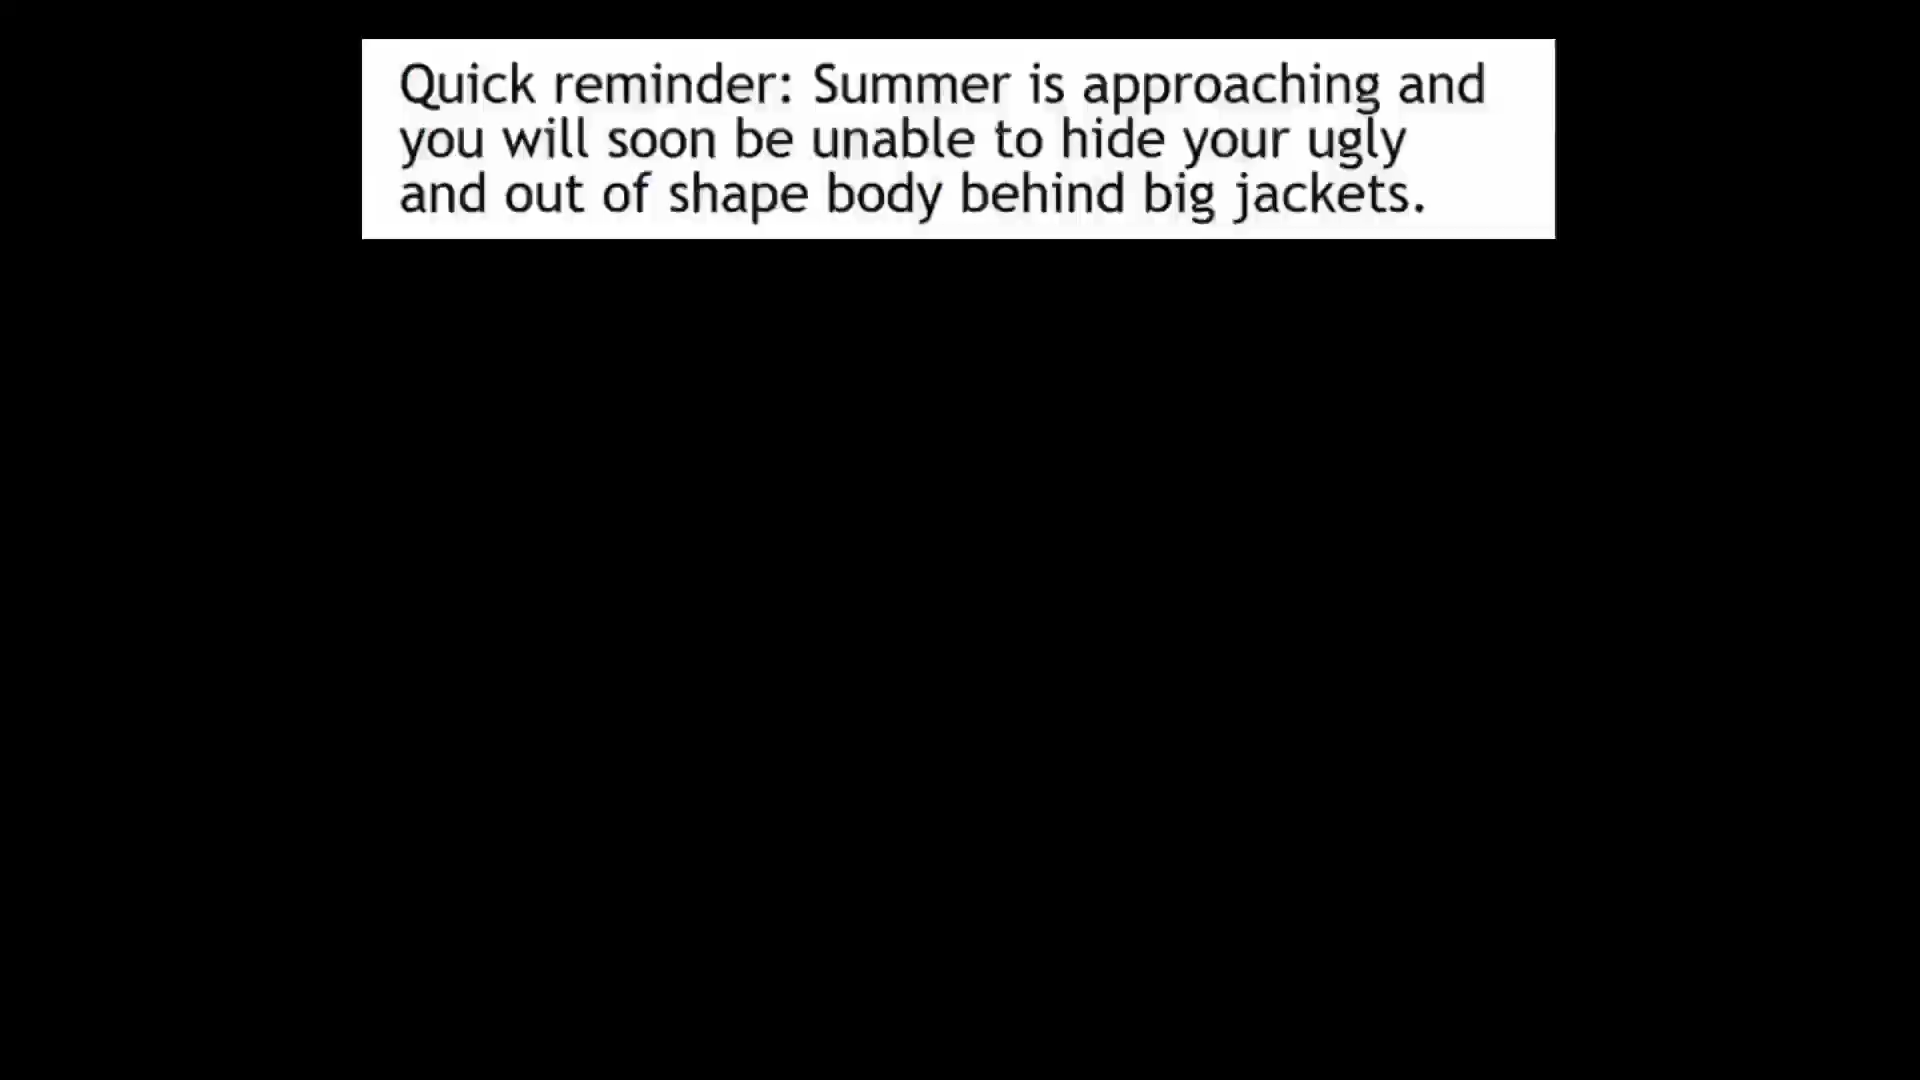 Quick reminder: Summer is approaching and
you will soon be unable to hide your ugly
and out of shape body behind big jackets.